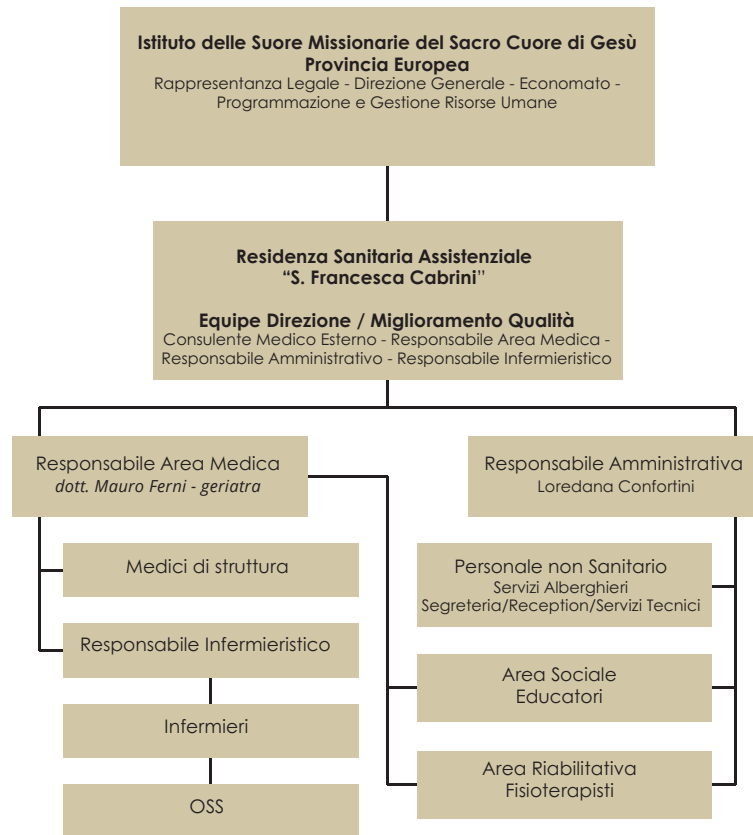 Istituto delle Suore Missionarie del Sacro Cuore di Gesù
Provincia Europea
Rappresentanza Legale - Direzione Generale - Economato -
Programmazione e Gestione Risorse Umane
Residenza Sanitaria Assistenziale
“S. Francesca Cabrini”
Equipe Direzione / Miglioramento Qualità
Consulente Medico Esterno - Responsabile Area Medica -
Responsabile Amministrativo - Responsabile Infermieristico
Responsabile Area Medica
dott. Mauro Ferni - geriatra
Responsabile Amministrativa
Loredana Confortini
Medici di struttura
Personale non Sanitario
Servizi Alberghieri
Segreteria/Reception/Servizi Tecnici
Responsabile Infermieristico
Area Sociale
Educatori
Infermieri
Area Riabilitativa
Fisioterapisti
OSS